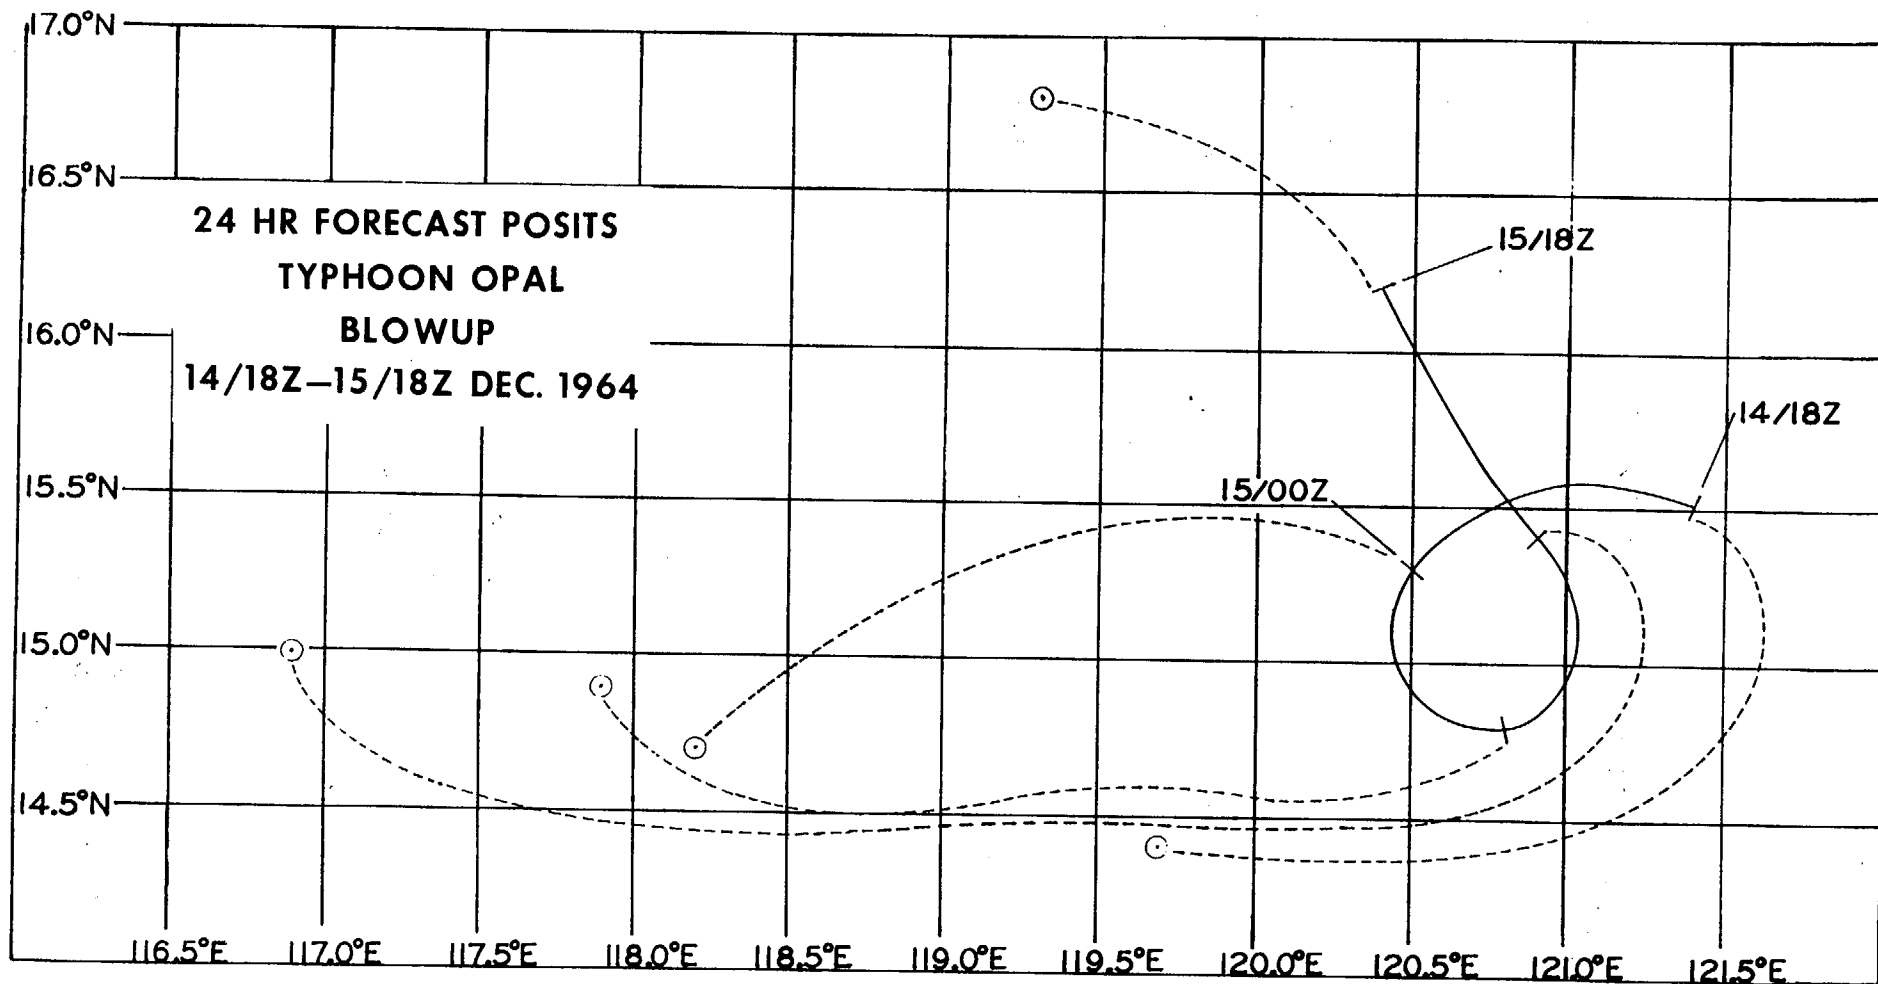 17.0°N
16.5°N
24 HR FORECAST POSITS
TYPHOON OPAL
BLOWUP
14/18Z–15/18Z DEC. 1964
15/18Z
16.0°N
14/18Z
15.5°N
15/00Z
15.0°N
14.5°N
116.5°E 117.0°E 117.5°E 118.0°E 118.5°E 119.0°E 119.5°E 120.0°E 120.5°E 121.0°E 121.5°E